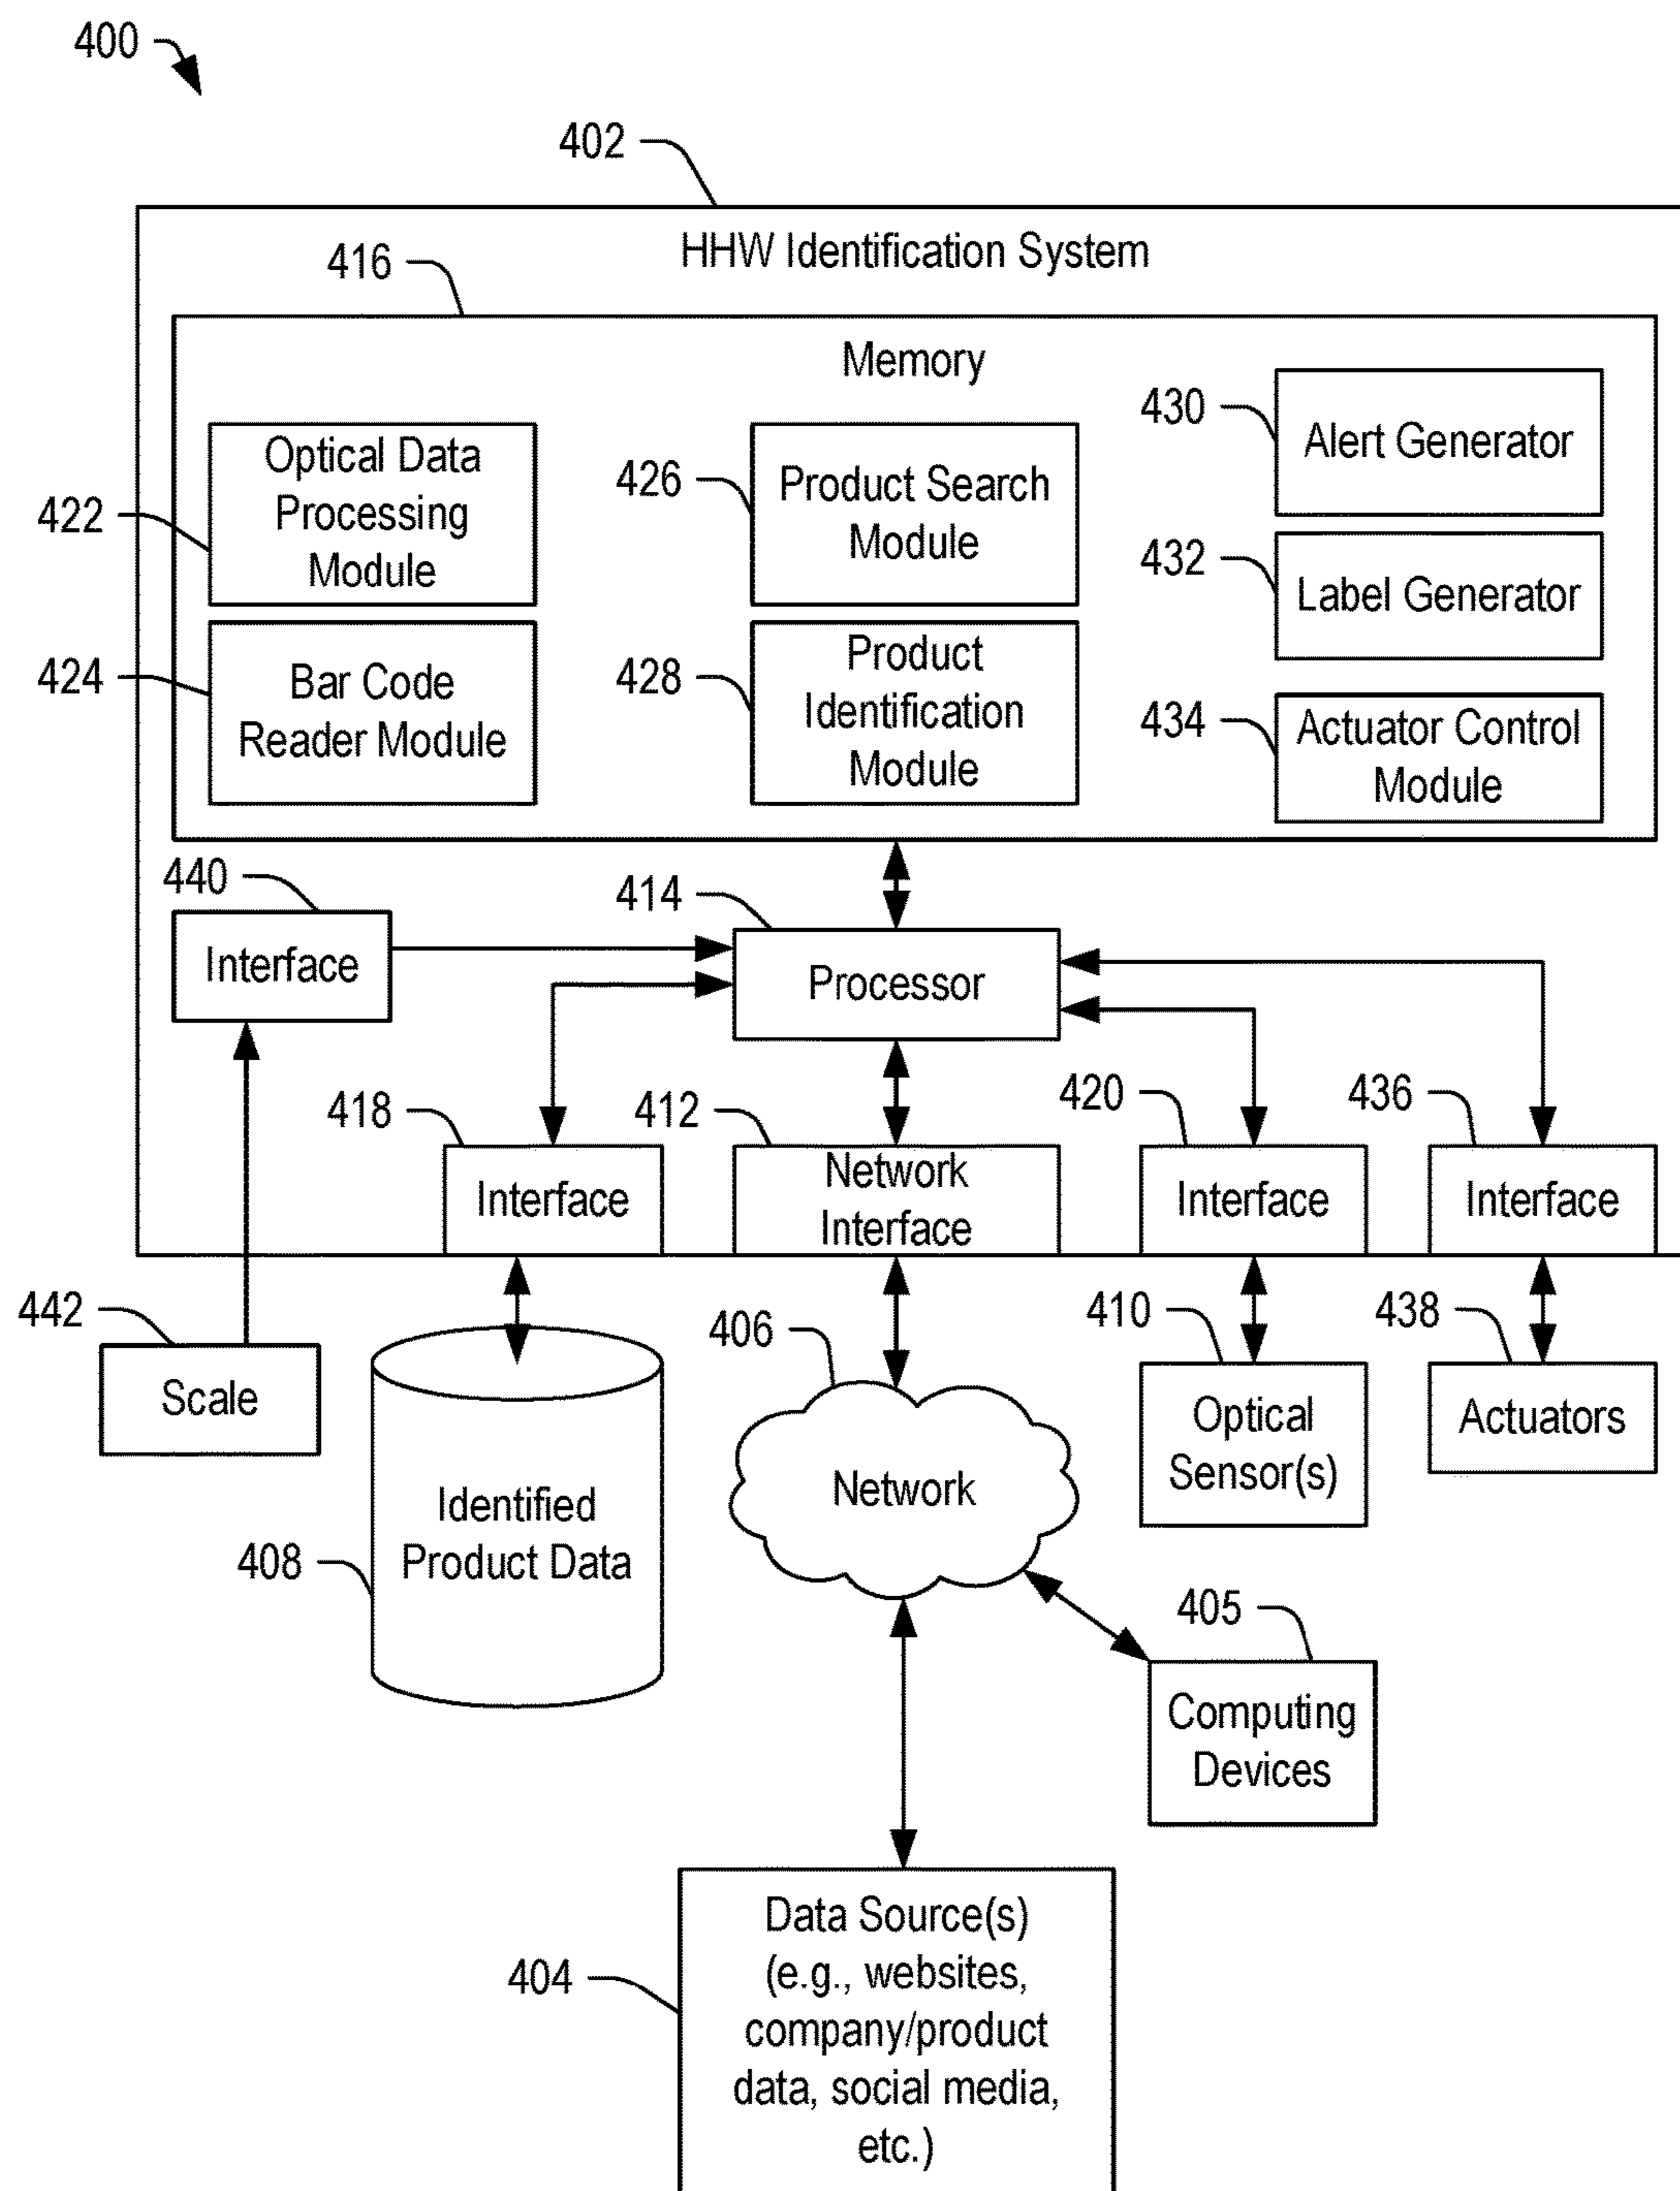 400
402
HHW Identification System
416
Memory
430
Alert Generator
422
Optical Data
Processing
Module
426
Product Search
Module
432
Label Generator
424
Bar Code
Reader Module
428
Product
Identification
Module
434
Actuator Control
Module
440
Interface
414
Processor
418
Interface
412
Network
Interface
420
Interface
436
Interface
442
Scale
408
Identified
Product Data
406
Network
410
Optical
Sensor(s)
438
Actuators
405
Computing
Devices
404
Data Source(s)
(e.g., websites,
company/product
data, social media,
etc.)